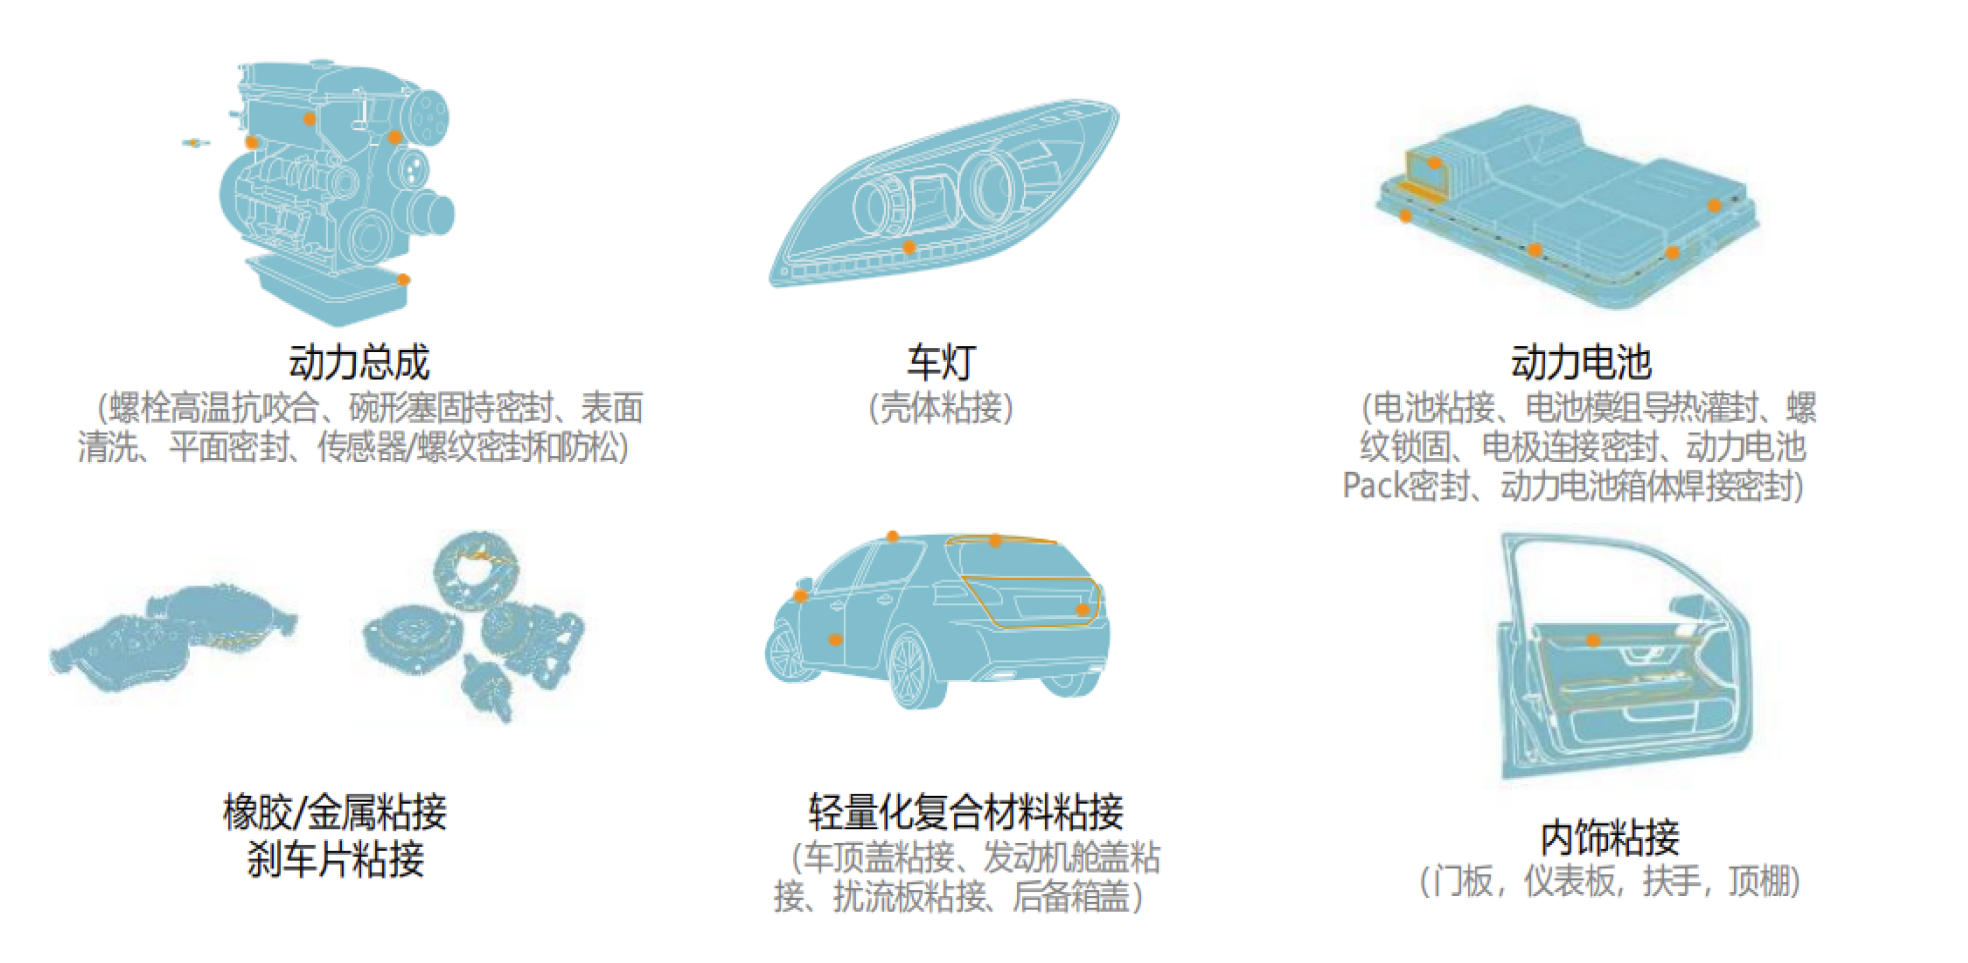 动力总成
（螺栓高温抗咬合、碗形塞固持密封、表面
清洗、平面密封、传感器/螺纹密封和防松)
车灯
（壳体粘接）
动力电池
（电池粘接、电池模组导热灌封、螺
纹锁固、电极连接密封、动力电池
Pack密封、动力电池箱体焊接密封)
橡胶/金属粘接
刹车片粘接
轻量化复合材料粘接
（车顶盖粘接、发动机舱盖粘
接、扰流板粘接、后备箱盖）
内饰粘接
（门板，仪表板，扶手，顶棚）